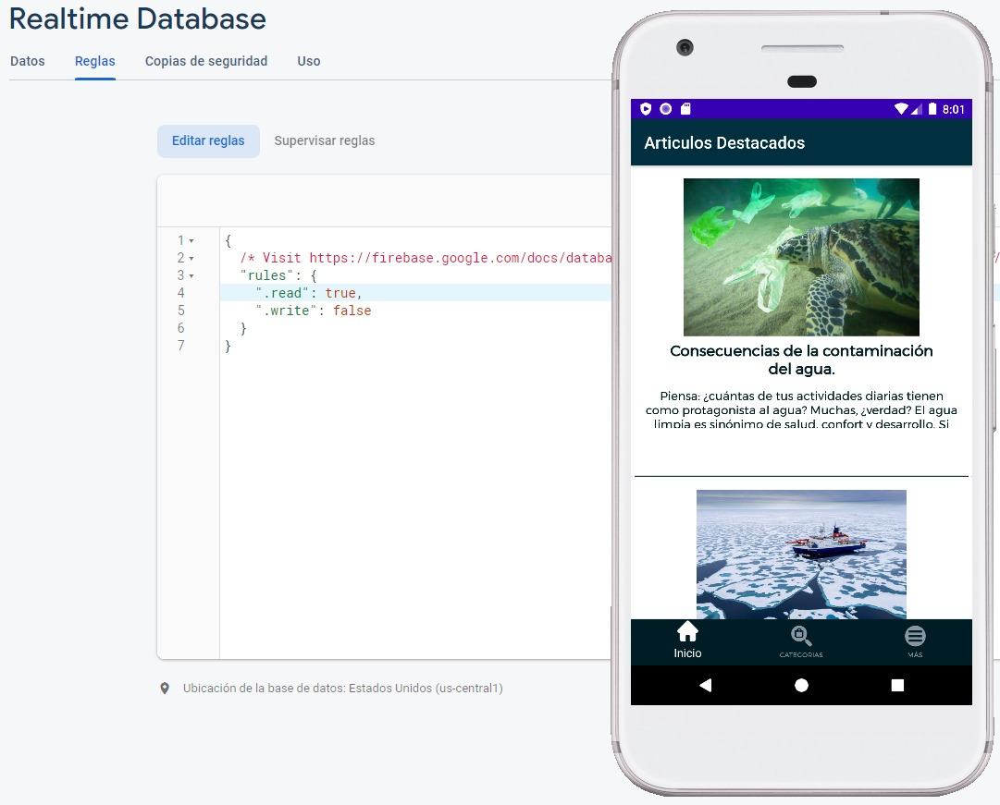 Realtime Database
Datos Reglas Copias de seguridad Uso
Editar reglas Supervisar reglas
1 {
2 /* Visit https://firebase.google.com/docs/databa
3 "rules": {
4 ".read": true,
5 ".write": false
6 }
7 }
Ubicación de la base de datos: Estados Unidos (us-central1)
8:01
Articulos Destacados
Consecuencias de la contaminación
del agua.
Piensa: ¿cuántas de tus actividades diarias tienen
como protagonista al agua? Muchas, ¿verdad? El agua
limpia es sinónimo de salud, confort y desarrollo. Si
Inicio CATEGORIAS MÁS